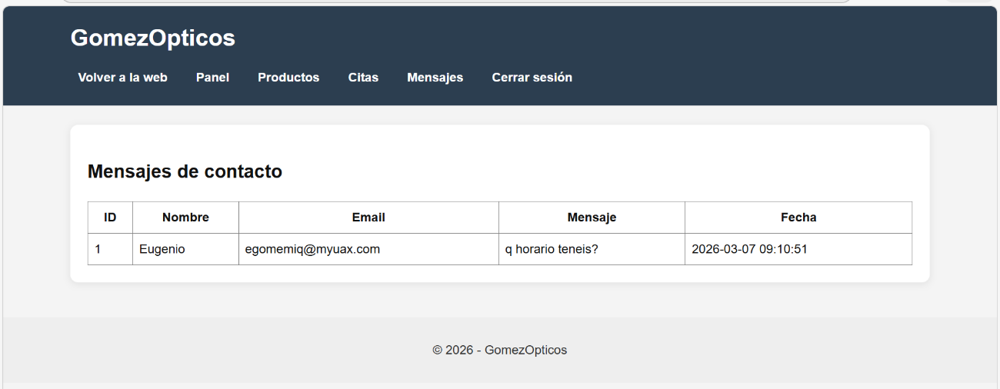 GomezOpticos
Volver a la web Panel Productos Citas Mensajes Cerrar sesión
Mensajes de contacto
ID Nombre Email Mensaje Fecha
1 Eugenio egomemiq@myuax.com q horario teneis? 2026-03-07 09:10:51
© 2026 - GomezOpticos